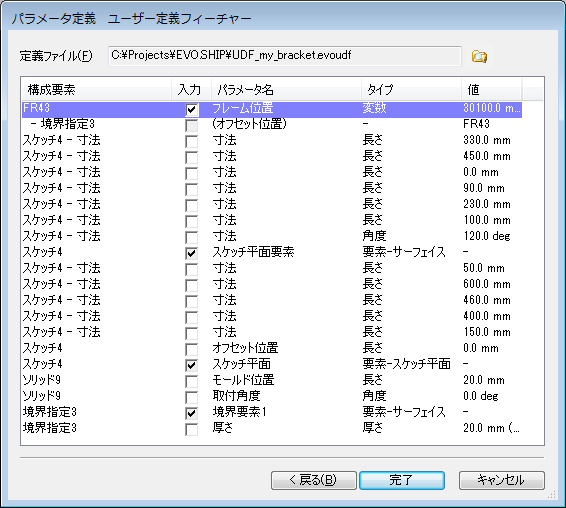 パラメータ定義　ユーザー定義フィーチャー
定義ファイル(F) C:¥Projects¥EVO.SHIP¥UDF_my_bracket.evoudf
構成要素 入力 パラメータ名 タイプ 値
FR43 フレーム位置 変数 30100.0 m...
- 境界指定3 (オフセット位置) - FR43
スケッチ4 - 寸法 寸法 長さ 330.0 mm
スケッチ4 - 寸法 寸法 長さ 450.0 mm
スケッチ4 - 寸法 寸法 長さ 0.0 mm
スケッチ4 - 寸法 寸法 長さ 90.0 mm
スケッチ4 - 寸法 寸法 長さ 230.0 mm
スケッチ4 - 寸法 寸法 長さ 100.0 mm
スケッチ4 - 寸法 寸法 角度 120.0 deg
スケッチ4 スケッチ平面要素 要素-サーフェイス -
スケッチ4 - 寸法 寸法 長さ 50.0 mm
スケッチ4 - 寸法 寸法 長さ 600.0 mm
スケッチ4 - 寸法 寸法 長さ 460.0 mm
スケッチ4 - 寸法 寸法 長さ 400.0 mm
スケッチ4 - 寸法 寸法 長さ 150.0 mm
スケッチ4 オフセット位置 長さ 0.0 mm
スケッチ4 スケッチ平面 要素-スケッチ平面 -
ソリッド9 モールド位置 長さ 20.0 mm
ソリッド9 取付角度 角度 0.0 deg
境界指定3 境界要素1 要素-サーフェイス -
境界指定3 厚さ 厚さ 20.0 mm (...
< 戻る(B) 完了 キャンセル